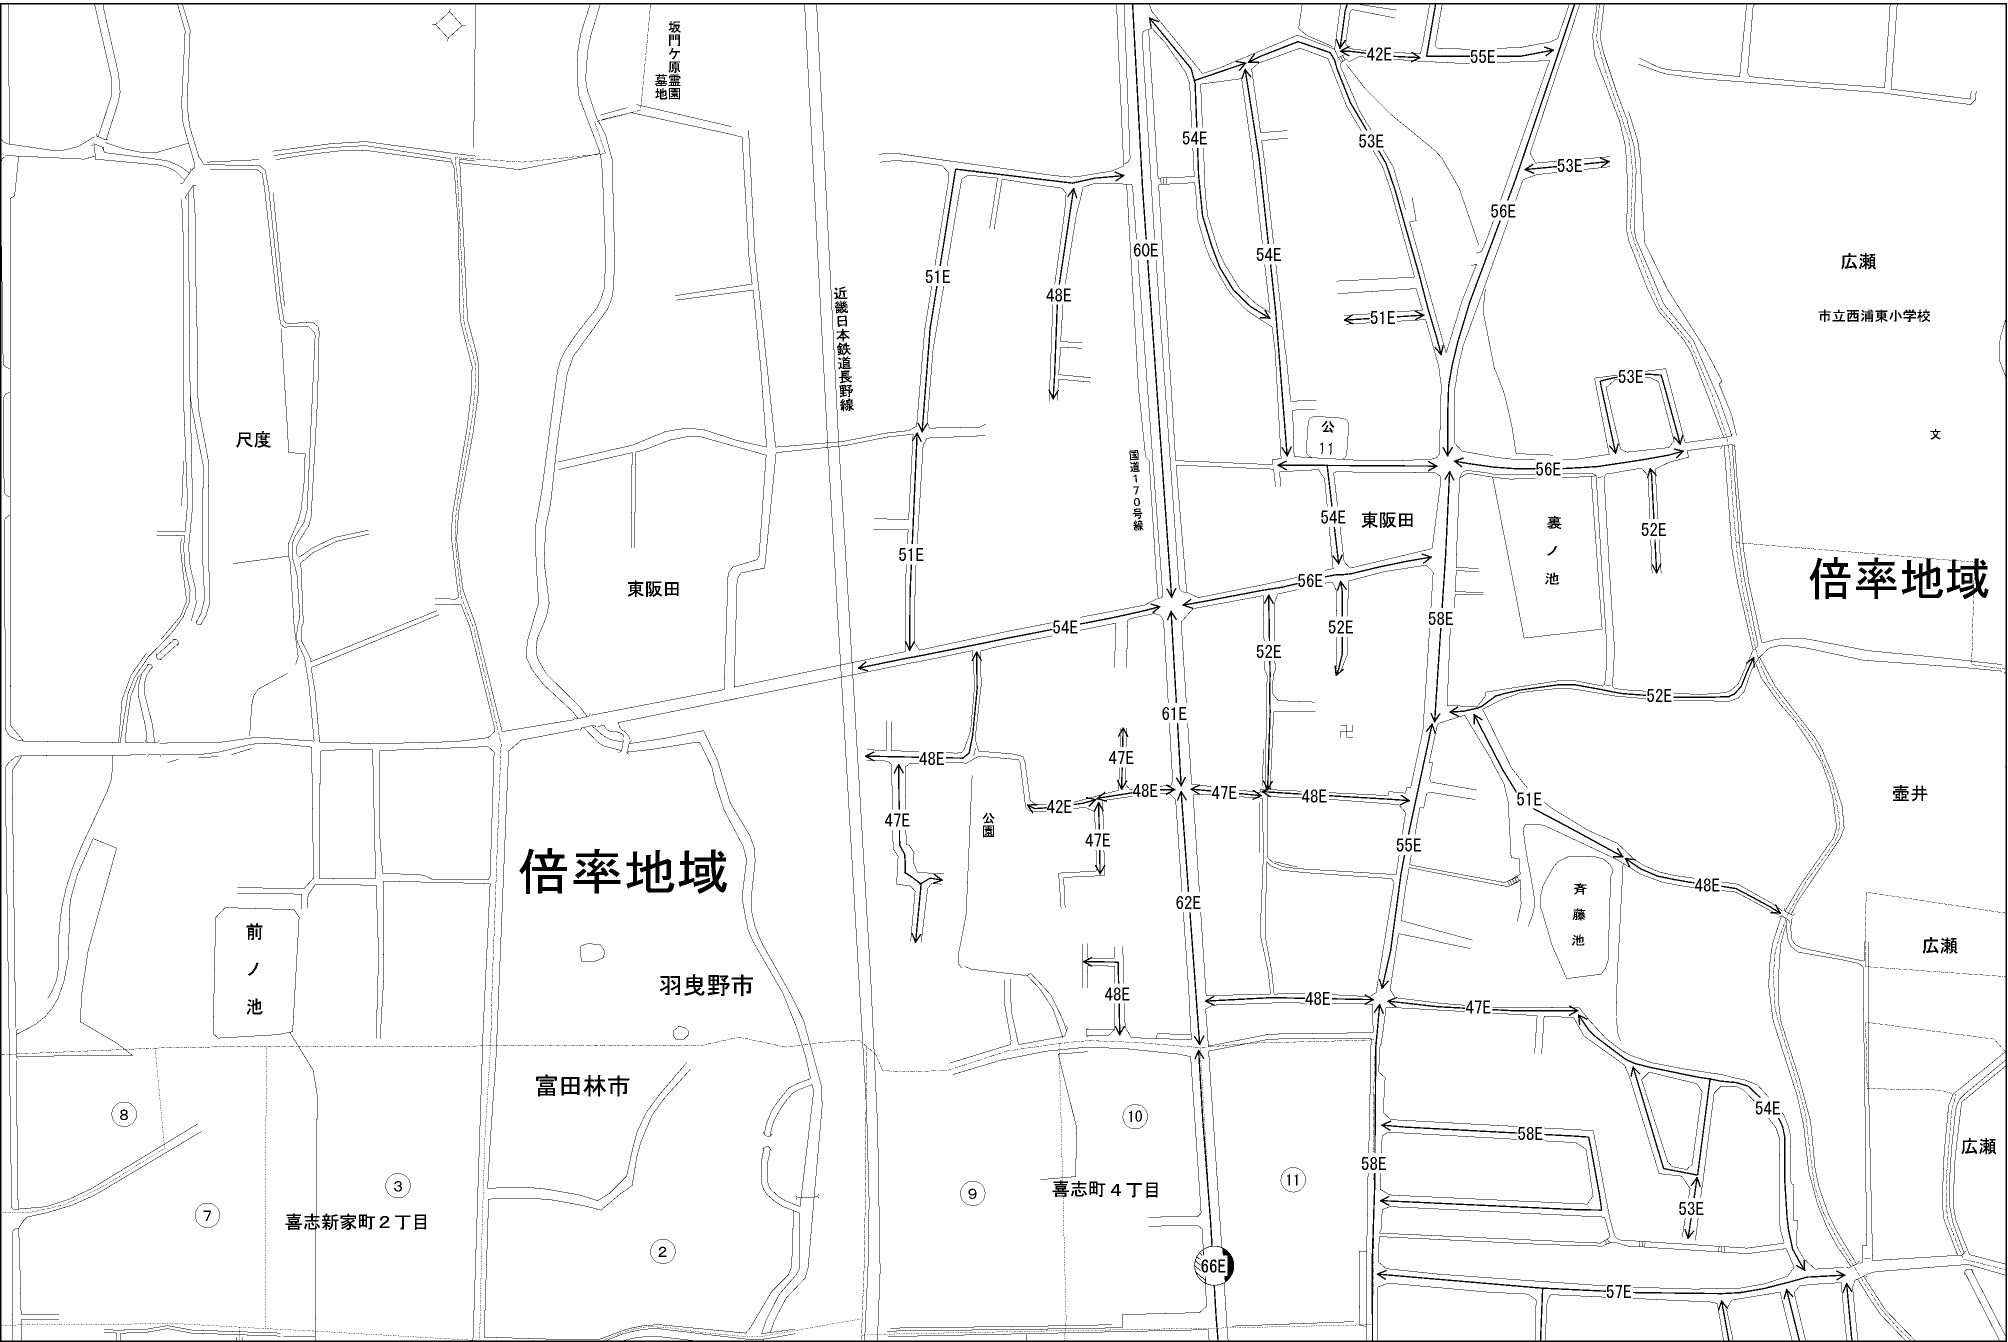 坂門ケ原霊園
墓地
42E
55E
54E
53E
53E
56E
60E
54E
51E
48E
51E
近畿日本鉄道長野線
広瀬
市立西浦東小学校
53E
尺度
公
11
文
国道170号線
56E
54E
東阪田
裏ノ池
52E
51E
56E
倍率地域
東阪田
54E
52E
58E
52E
52E
61E
卍
48E
47E
48E
47E
48E
42E
51E
壺井
47E
公園
47E
55E
倍率地域
48E
62E
斉藤池
前ノ池
広瀬
羽曳野市
48E
48E
47E
富田林市
8
10
54E
58E
広瀬
58E
3
9
喜志町4丁目
11
7
喜志新家町2丁目
53E
2
66E
57E